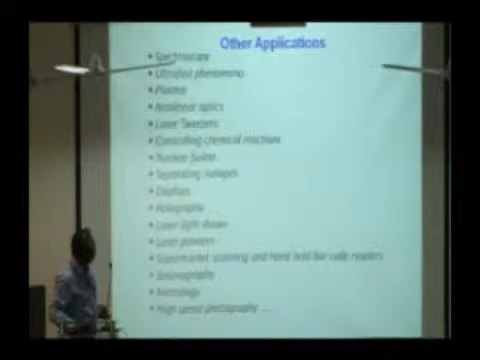 Other Applications
• Spectroscopy
• Ultrafast phenomena
• Plasma
• Nonlinear optics
• Laser Tweezers
• Controlling chemical reactions
• Nuclear fusion
• Separating isotopes
• Holography
• Laser light shows
• Laser pointers
• Supermarket scanning and hand held bar code readers
• Seismography
• Metrology
• High speed photography ...